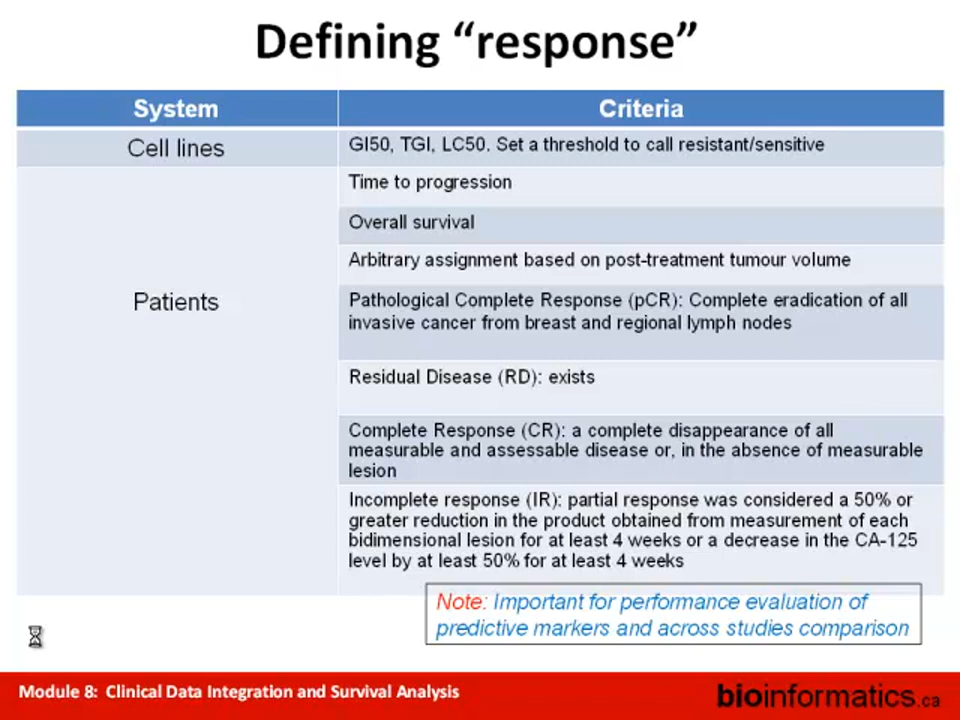 Defining “response”
System
Criteria
Cell lines
GI50, TGI, LC50. Set a threshold to call resistant/sensitive
Patients
Time to progression
Overall survival
Arbitrary assignment based on post-treatment tumour volume
Pathological Complete Response (pCR): Complete eradication of all
invasive cancer from breast and regional lymph nodes
Residual Disease (RD): exists
Complete Response (CR): a complete disappearance of all
measurable and assessable disease or, in the absence of measurable
lesion
Incomplete response (IR): partial response was considered a 50% or
greater reduction in the product obtained from measurement of each
bidimensional lesion for at least 4 weeks or a decrease in the CA-125
level by at least 50% for at least 4 weeks
Note: Important for performance evaluation of
predictive markers and across studies comparison
Module 8: Clinical Data Integration and Survival Analysis
bioinformatics.ca